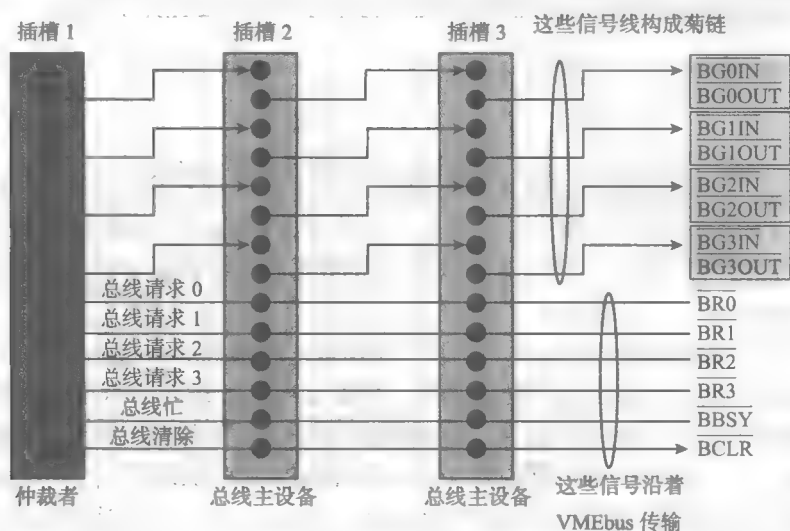 插槽 1
插槽 2
插槽 3
这些信号线构成菊链
BG0IN
BG0OUT
BG1IN
BG1OUT
BG2IN
BG2OUT
BG3IN
BG3OUT
总线请求 0
BR0
总线请求 1
BR1
总线请求 2
BR2
总线请求 3
BR3
总线忙
BBSY
总线清除
BCLR
仲裁者
总线主设备
总线主设备
这些信号沿着
VMEbus 传输